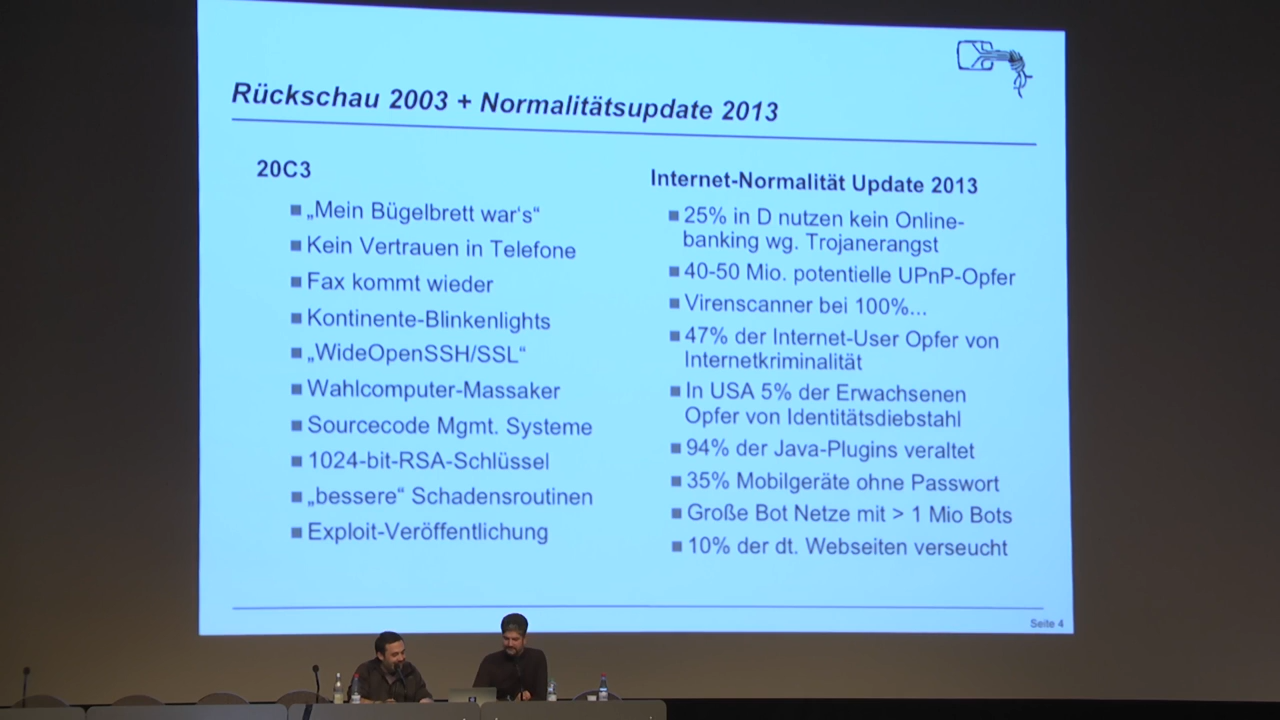 Rückschau 2003 + Normalitätsupdate 2013
20C3
„Mein Bügelbrett war's“
Kein Vertrauen in Telefone
Fax kommt wieder
Kontinente-Blinkenlights
„WideOpenSSH/SSL“
Wahlcomputer-Massaker
Sourcecode Mgmt. Systeme
1024-bit-RSA-Schlüssel
„bessere“ Schadensroutinen
Exploit-Veröffentlichung
Internet-Normalität Update 2013
25% in D nutzen kein Online-
banking wg. Trojanerangst
40-50 Mio. potentielle UPnP-Opfer
Virenscanner bei 100%...
47% der Internet-User Opfer von
Internetkriminalität
In USA 5% der Erwachsenen
Opfer von Identitätsdiebstahl
94% der Java-Plugins veraltet
35% Mobilgeräte ohne Passwort
Große Bot Netze mit > 1 Mio Bots
10% der dt. Webseiten verseucht
Seite 4